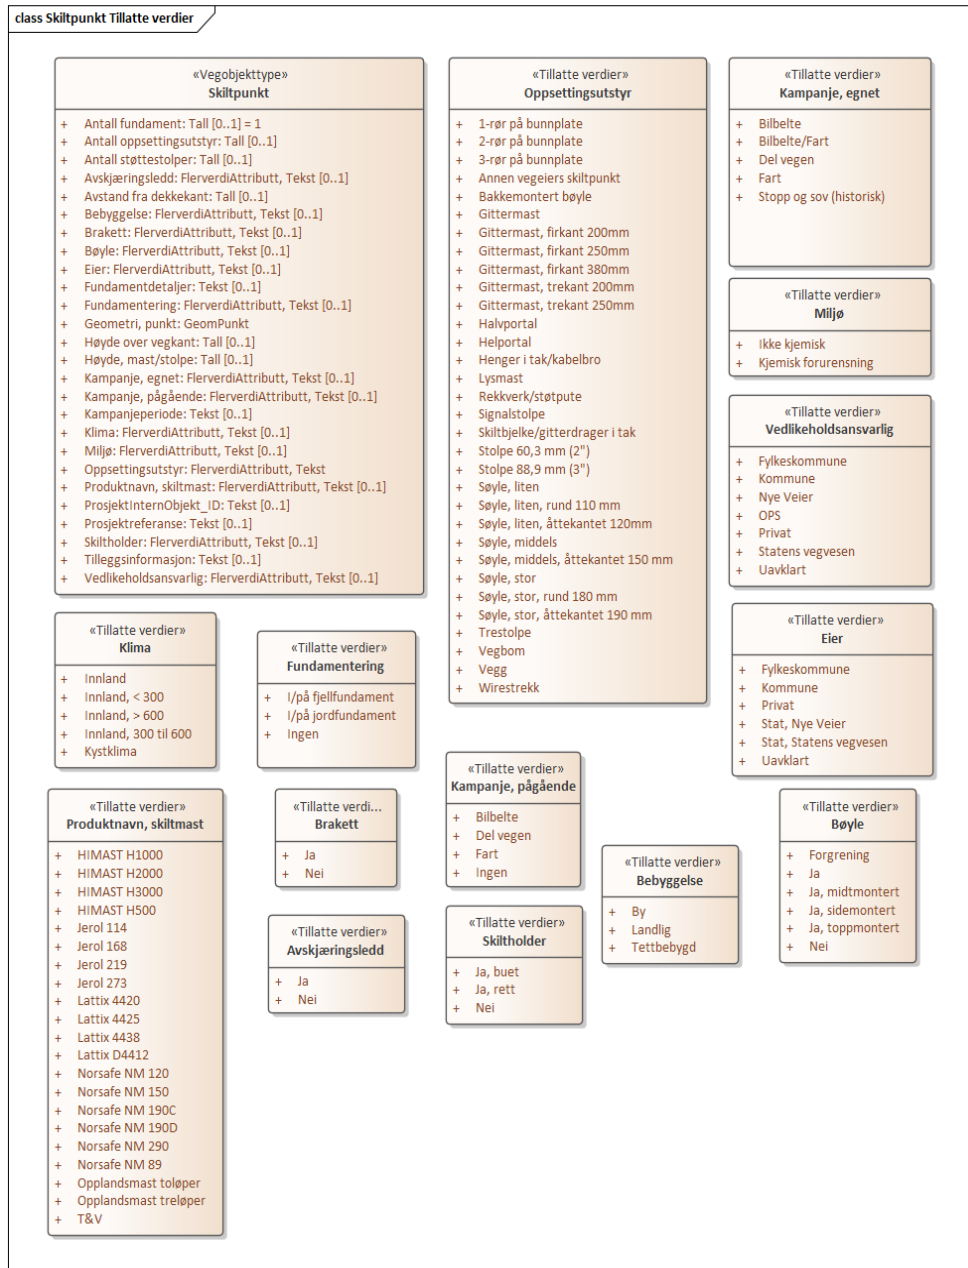 class Skiltpunkt Tillatte verdier
«Vegobjekttype»
Skiltpunkt
+ Antall fundament: Tall [0..1] = 1
+ Antall oppsettingsutstyr: Tall [0..1]
+ Antall støttestolper: Tall [0..1]
+ Avskjæringsledd: FlerverdiAttributt, Tekst [0..1]
+ Avstand fra dekkekant: Tall [0..1]
+ Bebyggelse: FlerverdiAttributt, Tekst [0..1]
+ Brakett: FlerverdiAttributt, Tekst [0..1]
+ Bøyle: FlerverdiAttributt, Tekst [0..1]
+ Eier: FlerverdiAttributt, Tekst [0..1]
+ Fundamentdetaljer: Tekst [0..1]
+ Fundamentering: FlerverdiAttributt, Tekst [0..1]
+ Geometri, punkt: GeomPunkt
+ Høyde over vegkant: Tall [0..1]
+ Høyde, mast/stolpe: Tall [0..1]
+ Kampanje, egnet: FlerverdiAttributt, Tekst [0..1]
+ Kampanje, pågående: FlerverdiAttributt, Tekst [0..1]
+ Kampanjeperiode: Tekst [0..1]
+ Klima: FlerverdiAttributt, Tekst [0..1]
+ Miljø: FlerverdiAttributt, Tekst [0..1]
+ Oppsettingsutstyr: FlerverdiAttributt, Tekst
+ Produktnavn, skiltmast: FlerverdiAttributt, Tekst [0..1]
+ ProsjektInternObjekt_ID: Tekst [0..1]
+ Prosjektreferanse: Tekst [0..1]
+ Skiltholder: FlerverdiAttributt, Tekst [0..1]
+ Tilleggsinformasjon: Tekst [0..1]
+ Vedlikeholdsansvarlig: FlerverdiAttributt, Tekst [0..1]
«Tillatte verdier»
Oppsettingsutstyr
+ 1-rør på bunnplate
+ 2-rør på bunnplate
+ 3-rør på bunnplate
+ Annen vegeiers skiltpunkt
+ Bakkemontert bøyle
+ Gittermast
+ Gittermast, firkant 200mm
+ Gittermast, firkant 250mm
+ Gittermast, firkant 380mm
+ Gittermast, trekant 200mm
+ Gittermast, trekant 250mm
+ Halvportal
+ Helportal
+ Henger i tak/kabelbro
+ Lysmast
+ Rekkverk/støtpute
+ Signalstolpe
+ Skiltbjelke/gitterdrager i tak
+ Stolpe 60,3 mm (2")
+ Stolpe 88,9 mm (3")
+ Søyle, liten
+ Søyle, liten, rund 110 mm
+ Søyle, liten, åttekantet 120mm
+ Søyle, middels
+ Søyle, middels, åttekantet 150 mm
+ Søyle, stor
+ Søyle, stor, rund 180 mm
+ Søyle, stor, åttekantet 190 mm
+ Trestolpe
+ Vegbom
+ Vegg
+ Wirestrekk
«Tillatte verdier»
Kampanje, egnet
+ Bilbelte
+ Bilbelte/Fart
+ Del vegen
+ Fart
+ Stopp og sov (historisk)
«Tillatte verdier»
Miljø
+ Ikke kjemisk
+ Kjemisk forurensning
«Tillatte verdier»
Vedlikeholdsansvarlig
+ Fylkeskommune
+ Kommune
+ Nye Veier
+ OPS
+ Privat
+ Statens vegvesen
+ Uavklart
«Tillatte verdier»
Eier
+ Fylkeskommune
+ Kommune
+ Privat
+ Stat, Nye Veier
+ Stat, Statens vegvesen
+ Uavklart
«Tillatte verdier»
Klima
+ Innland
+ Innland, < 300
+ Innland, > 600
+ Innland, 300 til 600
+ Kystklima
«Tillatte verdier»
Fundamentering
+ I/på fjellfundament
+ I/på jordfundament
+ Ingen
«Tillatte verdier»
Kampanje, pågående
+ Bilbelte
+ Del vegen
+ Fart
+ Ingen
«Tillatte verdier»
Produktnavn, skiltmast
+ HIMAST H1000
+ HIMAST H2000
+ HIMAST H3000
+ HIMAST H500
+ Jerol 114
+ Jerol 168
+ Jerol 219
+ Jerol 273
+ Lattix 4420
+ Lattix 4425
+ Lattix 4438
+ Lattix D4412
+ Norsafe NM 120
+ Norsafe NM 150
+ Norsafe NM 190C
+ Norsafe NM 190D
+ Norsafe NM 290
+ Norsafe NM 89
+ Opplandsmast toløper
+ Opplandsmast treløper
+ T&V
«Tillatte verdi...
Brakett
+ Ja
+ Nei
«Tillatte verdier»
Avskjæringsledd
+ Ja
+ Nei
«Tillatte verdier»
Skiltholder
+ Ja, buet
+ Ja, rett
+ Nei
«Tillatte verdier»
Bebyggelse
+ By
+ Landlig
+ Tettbebygd
«Tillatte verdier»
Bøyle
+ Forgrening
+ Ja
+ Ja, midtmontert
+ Ja, sidemontert
+ Ja, toppmontert
+ Nei